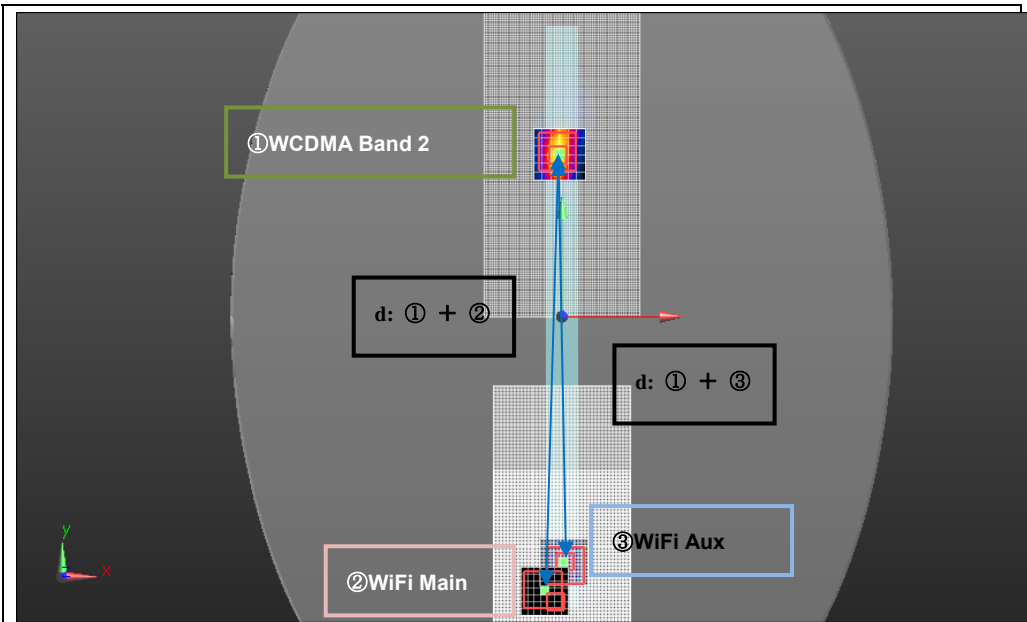 ①WCDMA Band 2
d: ① + ②
d: ① + ③
③WiFi Aux
②WiFi Main
y
x